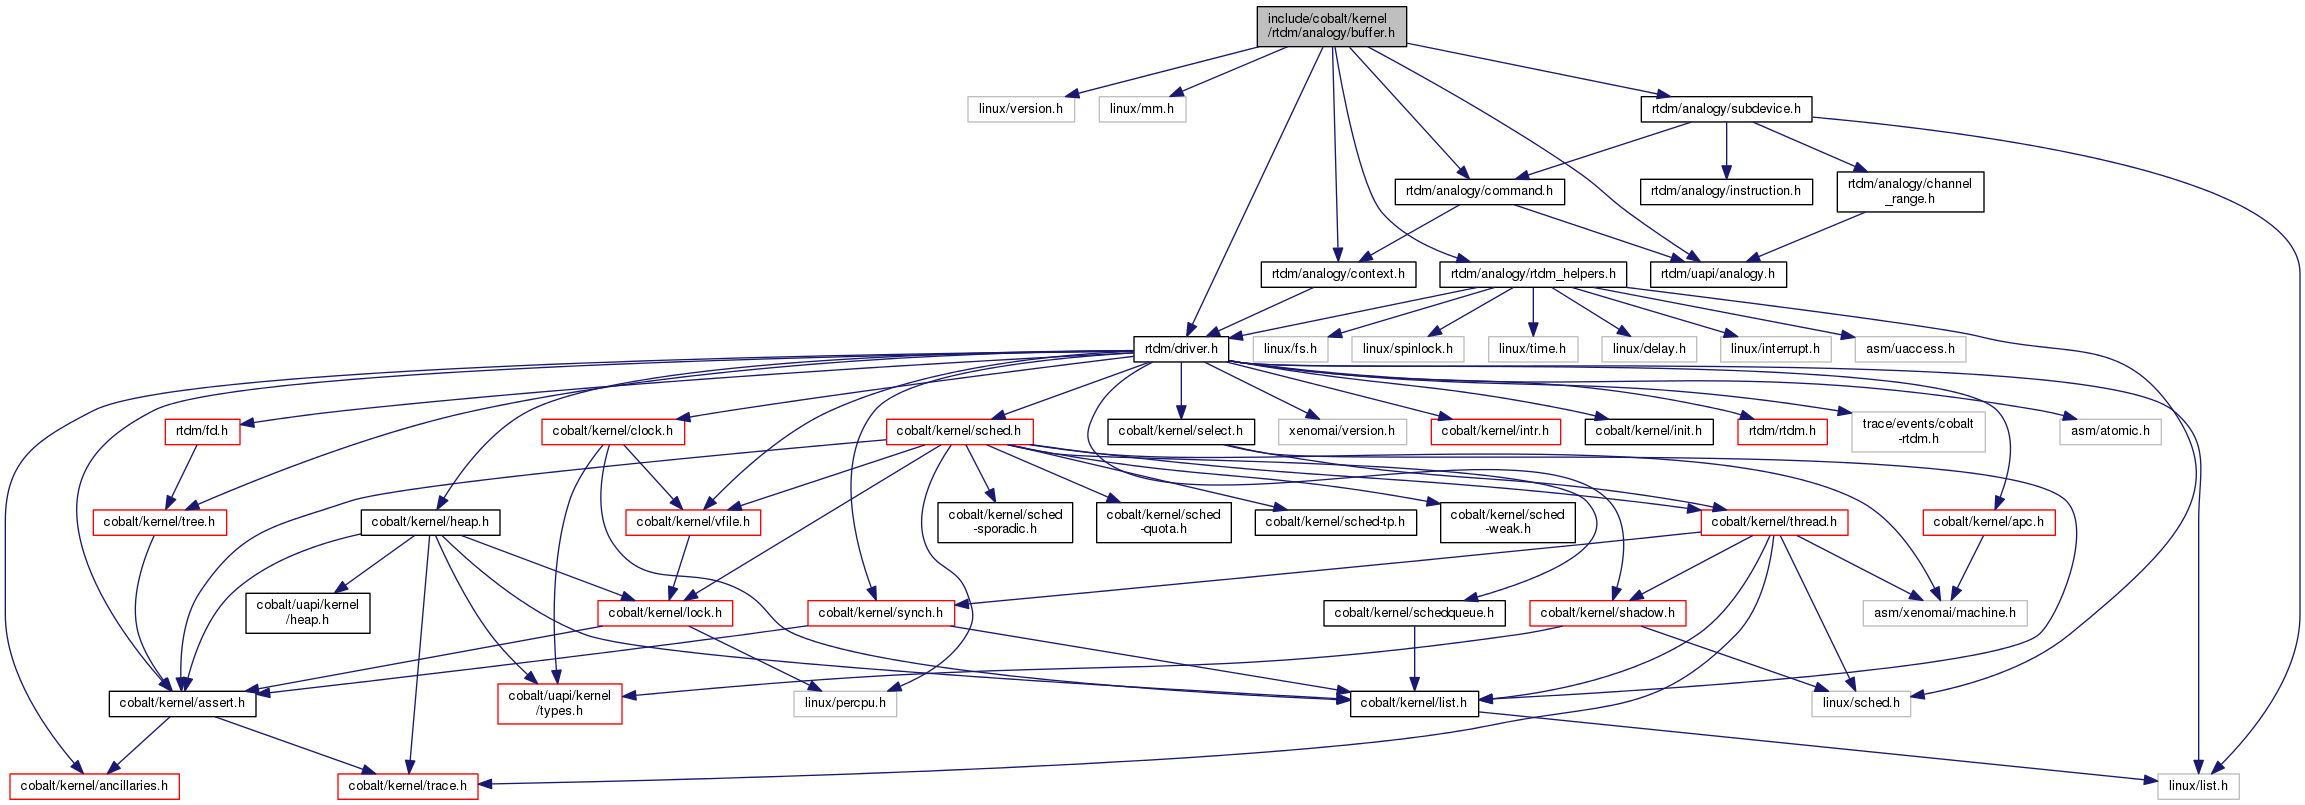 include/cobalt/kernel
/rtdm/analogy/buffer.h
linux/version.h
linux/mm.h
rtdm/analogy/subdevice.h
rtdm/analogy/command.h
rtdm/analogy/instruction.h
rtdm/analogy/channel
_range.h
rtdm/analogy/context.h
rtdm/analogy/rtdm_helpers.h
rtdm/uapi/analogy.h
rtdm/driver.h
linux/fs.h
linux/spinlock.h
linux/time.h
linux/delay.h
linux/interrupt.h
asm/uaccess.h
rtdm/fd.h
cobalt/kernel/clock.h
cobalt/kernel/sched.h
cobalt/kernel/select.h
xenomai/version.h
cobalt/kernel/intr.h
cobalt/kernel/init.h
rtdm/rtdm.h
trace/events/cobalt
-rtdm.h
asm/atomic.h
cobalt/kernel/tree.h
cobalt/kernel/heap.h
cobalt/kernel/vfile.h
cobalt/kernel/sched
-sporadic.h
cobalt/kernel/sched
-quota.h
cobalt/kernel/sched-tp.h
cobalt/kernel/sched
-weak.h
cobalt/kernel/thread.h
cobalt/kernel/apc.h
cobalt/uapi/kernel
/heap.h
cobalt/kernel/lock.h
cobalt/kernel/synch.h
cobalt/kernel/schedqueue.h
cobalt/kernel/shadow.h
asm/xenomai/machine.h
cobalt/kernel/assert.h
cobalt/uapi/kernel
/types.h
linux/percpu.h
cobalt/kernel/list.h
linux/sched.h
cobalt/kernel/ancillaries.h
cobalt/kernel/trace.h
linux/list.h